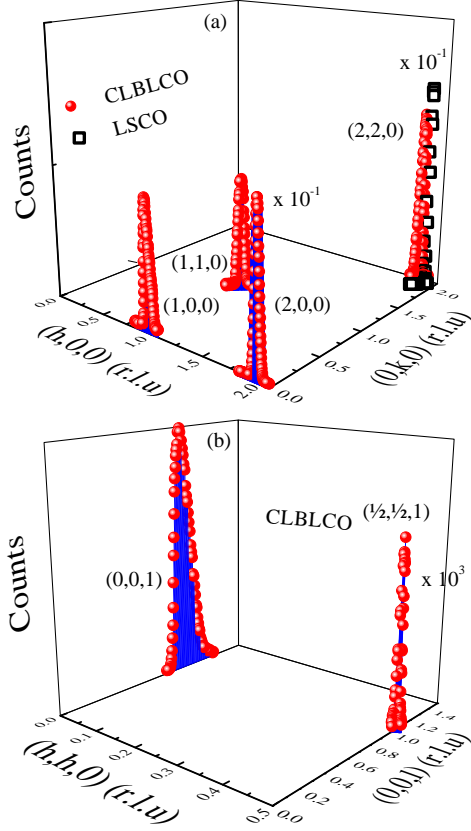 (a)
Counts
CLBLCO
LSCO
x 10⁻¹
(2,2,0)
x 10⁻¹
(1,1,0)
(1,0,0)
(2,0,0)
0.0
0.5
1.0
1.5
2.0
(h,0,0) (r.l.u)
0.0
0.5
1.0
1.5
2.0
(0,k,0) (r.l.u)
(b)
Counts
CLBLCO
(½,½,1)
(0,0,1)
x 10³
0.0
0.1
0.2
0.3
0.4
0.5
(h,h,0) (r.l.u)
0.0
0.2
0.4
0.6
0.8
1.0
1.2
1.4
(0,0,l) (r.l.u)